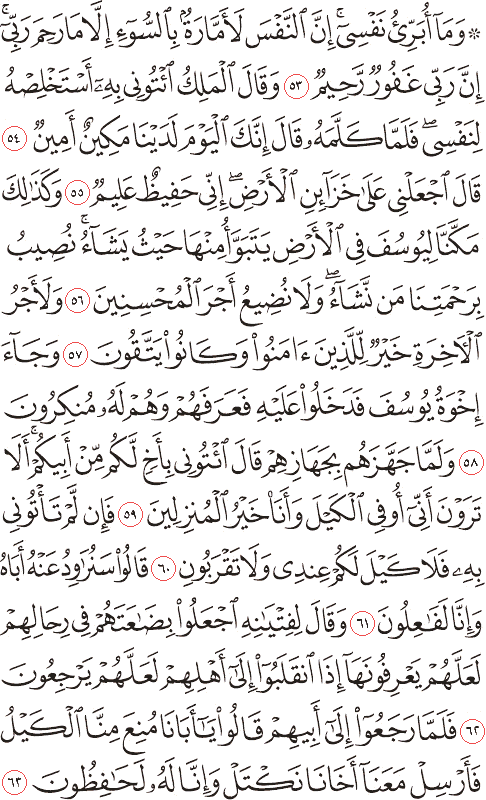 ۞ وَمَآ أُبَرِّئُ نَفْسِىٓ ۚ إِنَّ ٱلنَّفْسَ لَأَمَّارَةٌۢ بِٱلسُّوٓءِ إِلَّا مَا رَحِمَ رَبِّىٓ ۚ
إِنَّ رَبِّى غَفُورٌ رَّحِيمٌ ٥٣ وَقَالَ ٱلْمَلِكُ ٱئْتُونِى بِهِۦٓ أَسْتَخْلِصْهُ
لِنَفْسِى ۖ فَلَمَّا كَلَّمَهُۥ قَالَ إِنَّكَ ٱلْيَوْمَ لَدَيْنَا مَكِينٌ أَمِينٌ ٥٤
قَالَ ٱجْعَلْنِى عَلَىٰ خَزَآئِنِ ٱلْأَرْضِ ۖ إِنِّى حَفِيظٌ عَلِيمٌ ٥٥ وَكَذَٰلِكَ
مَكَّنَّا لِيُوسُفَ فِى ٱلْأَرْضِ يَتَبَوَّأُ مِنْهَا حَيْثُ يَشَآءُ ۚ نُصِيبُ
بِرَحْمَتِنَا مَن نَّشَآءُ ۖ وَلَا نُضِيعُ أَجْرَ ٱلْمُحْسِنِينَ ٥٦ وَلَأَجْرُ
ٱلْءَاخِرَةِ خَيْرٌ لِّلَّذِينَ ءَامَنُوا۟ وَكَانُوا۟ يَتَّقُونَ ٥٧ وَجَآءَ
إِخْوَةُ يُوسُفَ فَدَخَلُوا۟ عَلَيْهِ فَعَرَفَهُمْ وَهُمْ لَهُۥ مُنكِرُونَ
٥٨ وَلَمَّا جَهَّزَهُم بِجَهَازِهِمْ قَالَ ٱئْتُونِى بِأَخٍ لَّكُم مِّنْ أَبِيكُمْ ۚ أَلَا
تَرَوْنَ أَنِّىٓ أُوفِى ٱلْكَيْلَ وَأَنَا۠ خَيْرُ ٱلْمُنزِلِينَ ٥٩ فَإِن لَّمْ تَأْتُونِى
بِهِۦ فَلَا كَيْلَ لَكُمْ عِندِى وَلَا تَقْرَبُونِ ٦٠ قَالُوا۟ سَنُرَٰوِدُ عَنْهُ أَبَاهُ
وَإِنَّا لَفَٰعِلُونَ ٦١ وَقَالَ لِفِتْيَٰنِهِ ٱجْعَلُوا۟ بِضَٰعَتَهُمْ فِى رِحَالِهِمْ
لَعَلَّهُمْ يَعْرِفُونَهَآ إِذَا ٱنقَلَبُوٓا۟ إِلَىٰٓ أَهْلِهِمْ لَعَلَّهُمْ يَرْجِعُونَ
٦٢ فَلَمَّا رَجَعُوٓا۟ إِلَىٰٓ أَبِيهِمْ قَالُوا۟ يَٰٓأَبَانَا مُنِعَ مِنَّا ٱلْكَيْلُ
فَأَرْسِلْ مَعَنَآ أَخَانَا نَكْتَلْ وَإِنَّا لَهُۥ لَحَٰفِظُونَ ٦٣